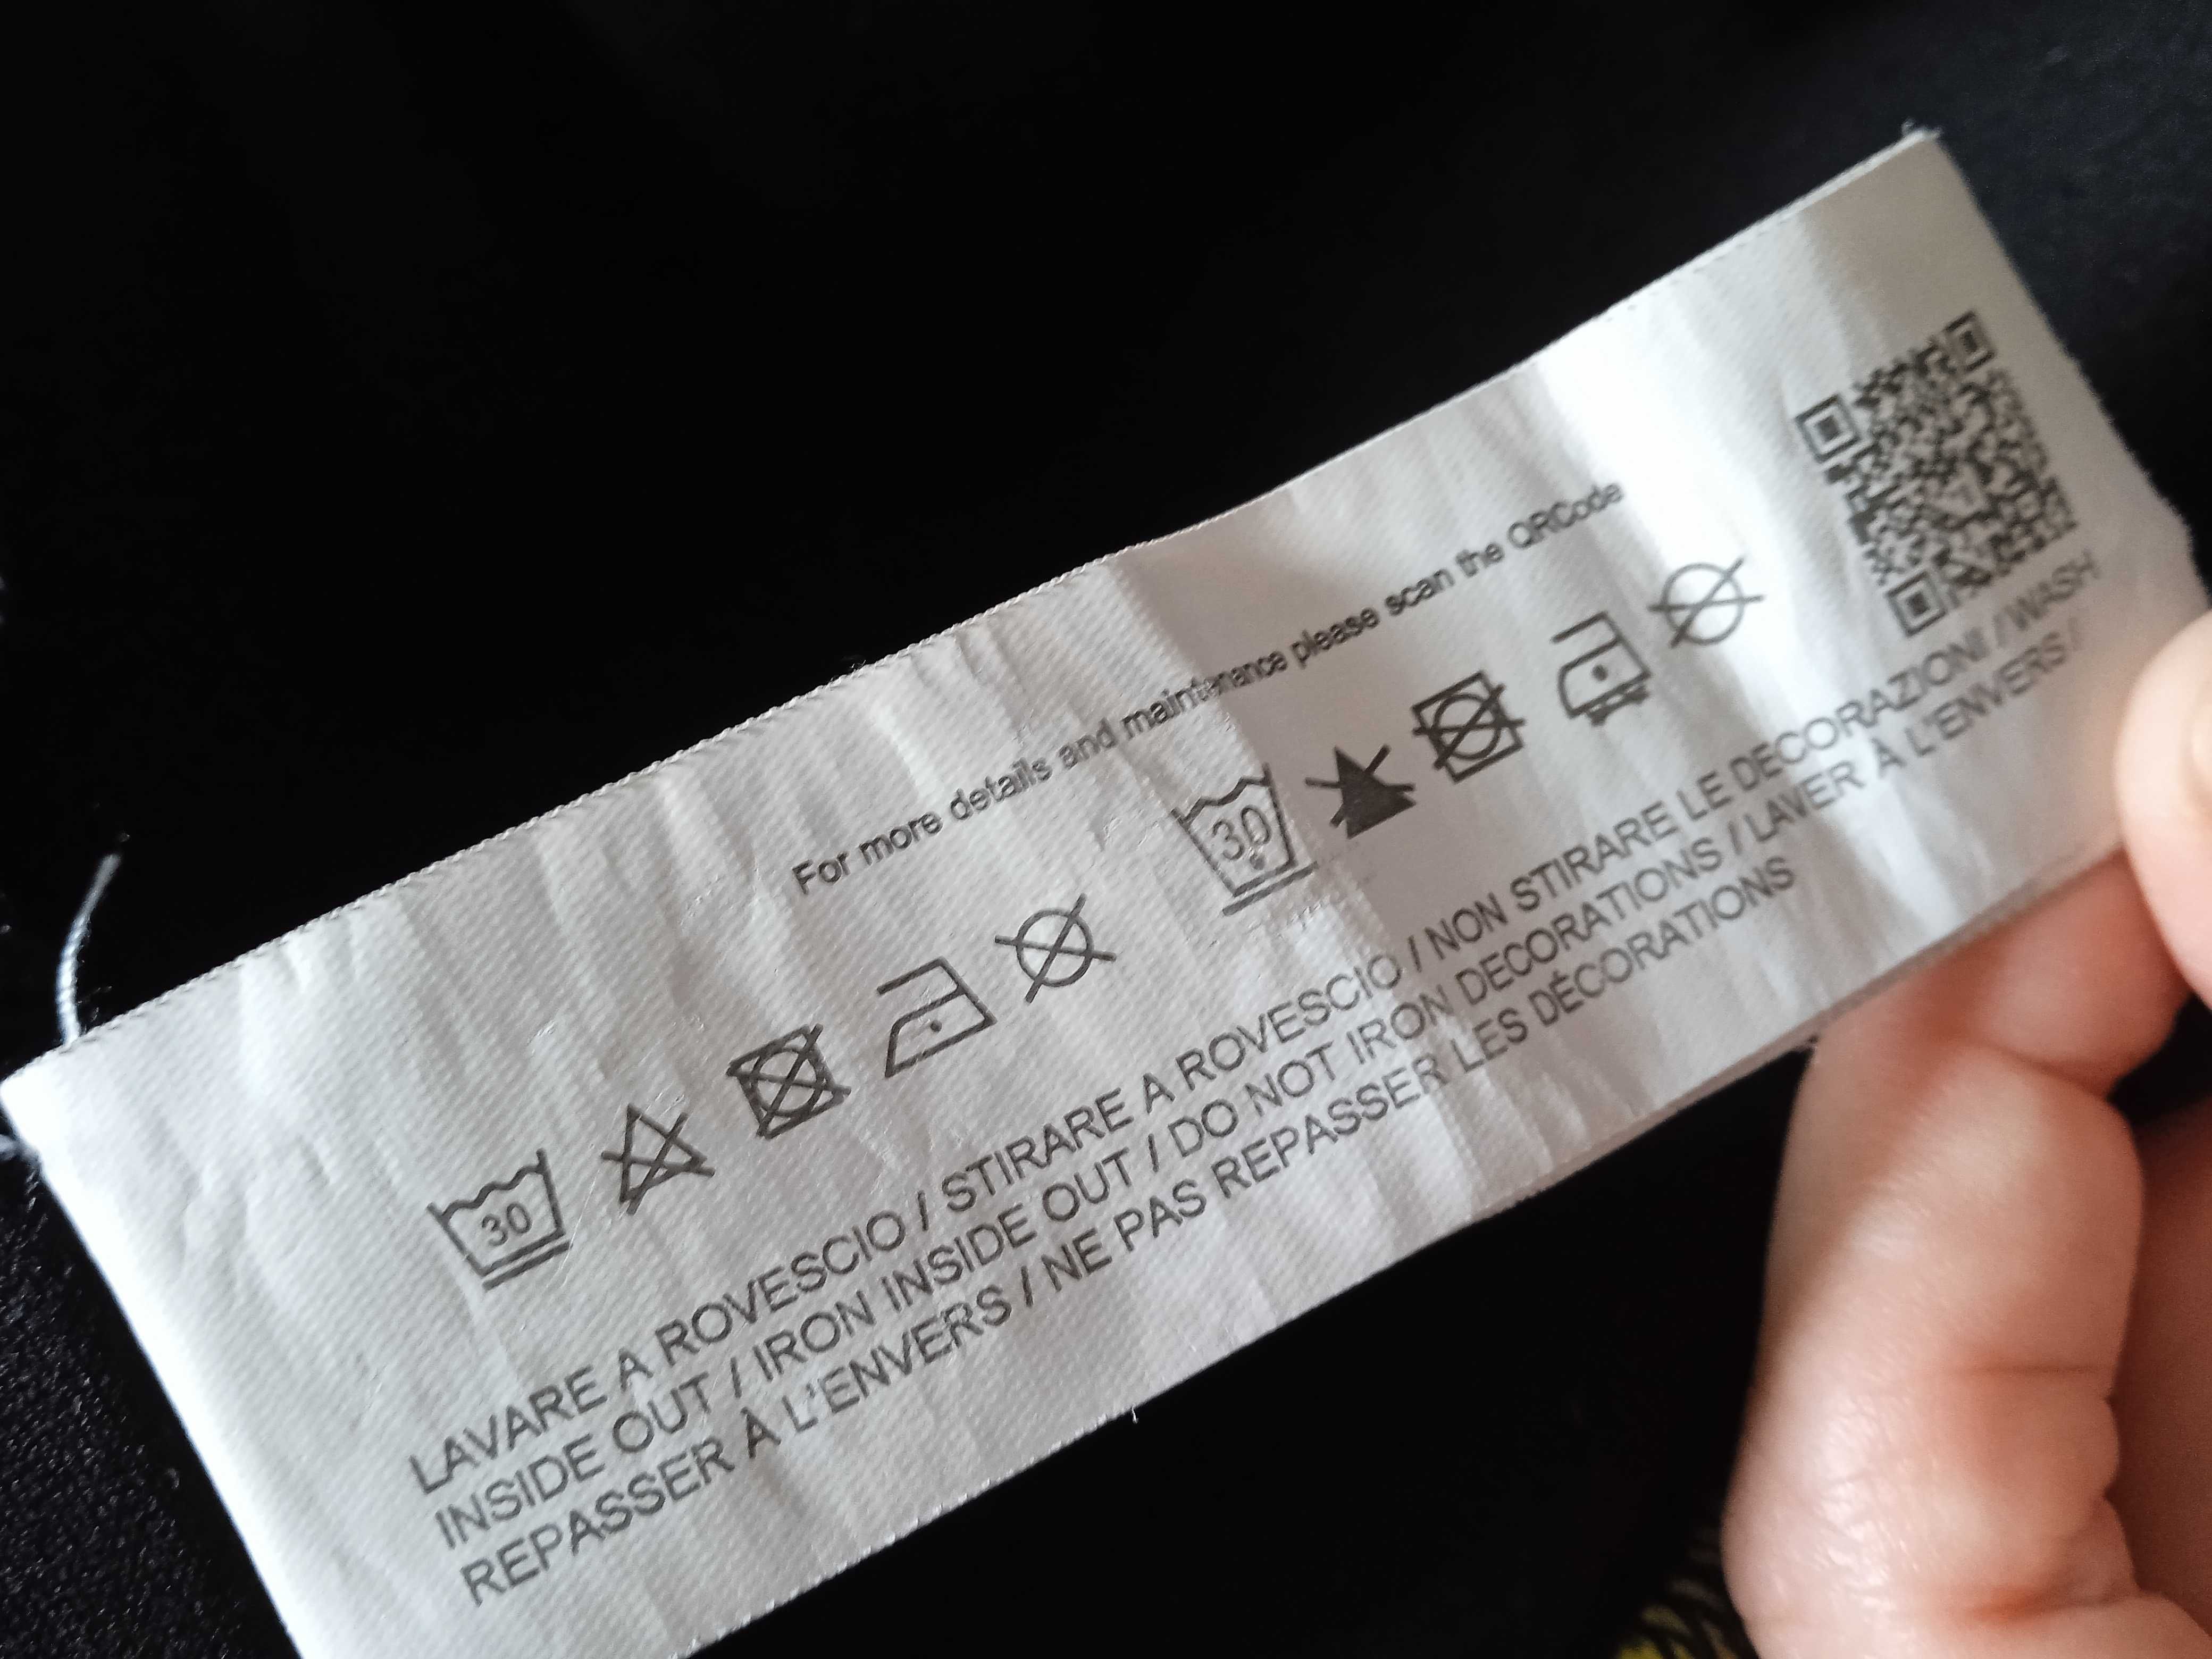 For more details and maintenance please scan the QRCode
30
30
LAVARE A ROVESCIO / STIRARE A ROVESCIO / NON STIRARE LE DECORAZIONI / WASH
INSIDE OUT / IRON INSIDE OUT / DO NOT IRON DECORATIONS / LAVER À L'ENVERS /
REPASSER À L'ENVERS / NE PAS REPASSER LES DÉCORATIONS